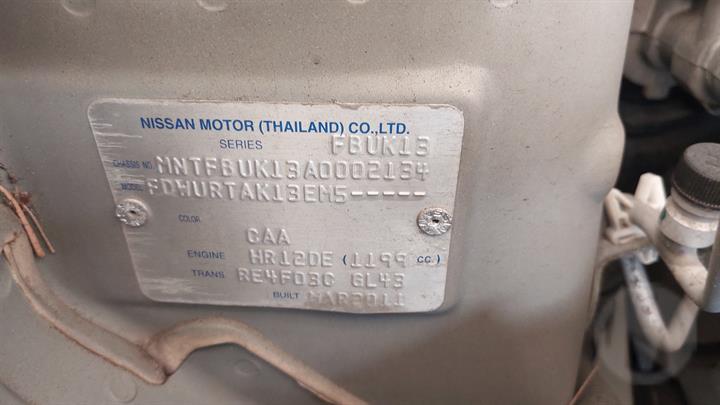 NISSAN MOTOR (THAILAND) CO.,LTD.
SERIES FBUK13
CHASSIS NO. MNTFBUK13A0002134
MODEL FDWURTAK13EM5-----
COLOR
CAA
ENGINE HR12DE (1199 CC.)
TRANS RE4F03C GL43
BUILT MAR2011